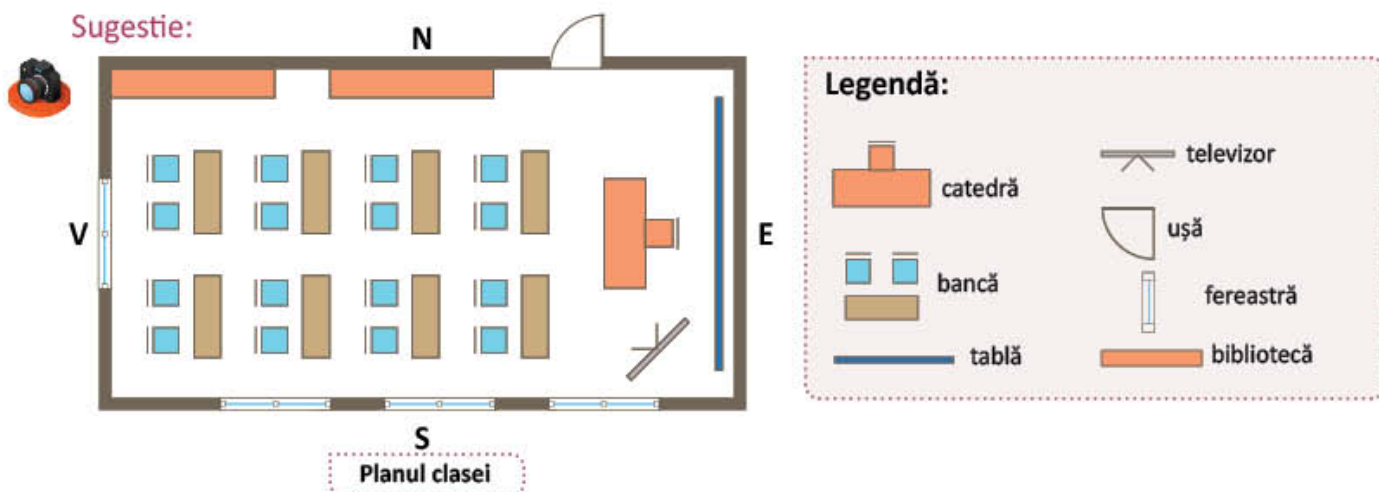 Sugestie:
N
V
E
S
Planul clasei
Legendă:
catedră
televizor
ușă
bancă
fereastră
tablă
bibliotecă